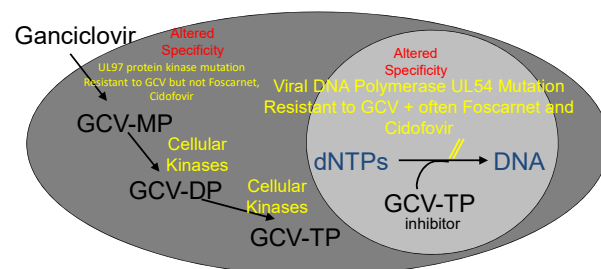 Ganciclovir
Altered
Specificity
UL97 protein kinase mutation
Resistant to GCV but not Foscarnet,
Cidofovir
GCV-MP
Cellular
Kinases
GCV-DP
Cellular
Kinases
GCV-TP
Altered
Specificity
Viral DNA Polymerase UL54 Mutation
Resistant to GCV + often Foscarnet and
Cidofovir
dNTPs
DNA
GCV-TP
inhibitor